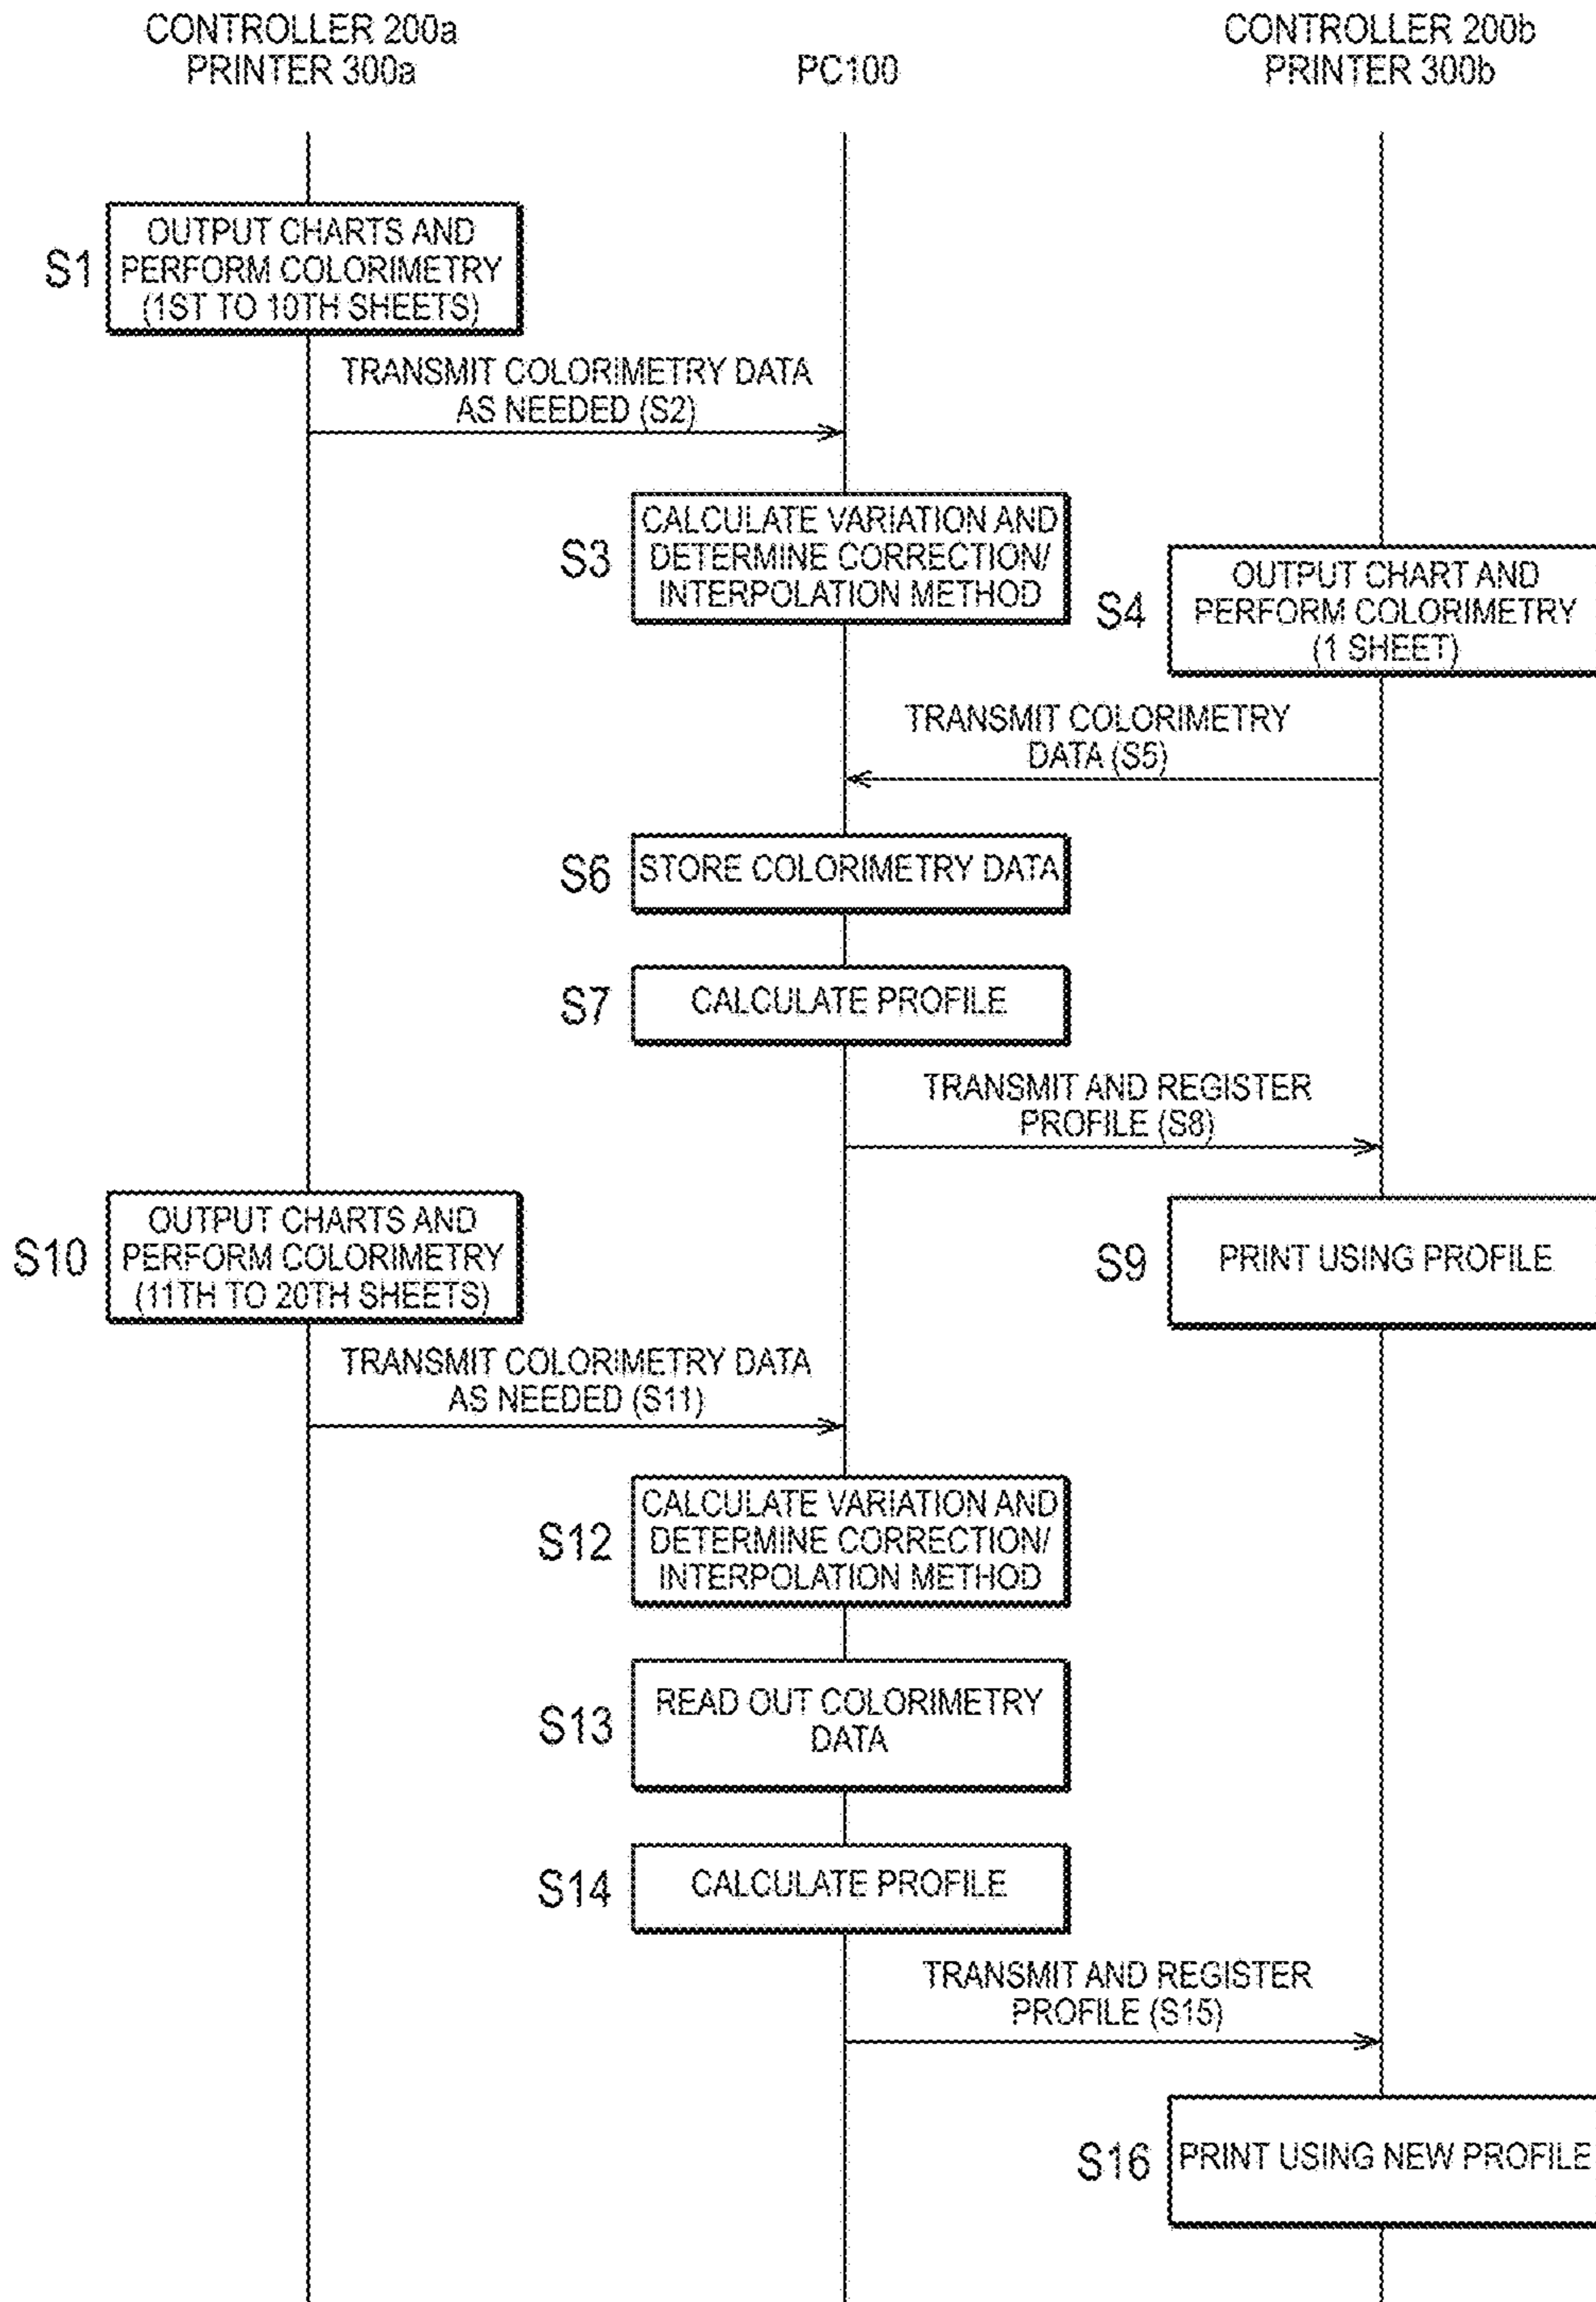 CONTROLLER 200a
PRINTER 300a
PC100
CONTROLLER 200b
PRINTER 300b
S1
OUTPUT CHARTS AND
PERFORM COLORIMETRY
(1ST TO 10TH SHEETS)
TRANSMIT COLORIMETRY DATA
AS NEEDED (S2)
S3
CALCULATE VARIATION AND
DETERMINE CORRECTION/
INTERPOLATION METHOD
S4
OUTPUT CHART AND
PERFORM COLORIMETRY
(1 SHEET)
TRANSMIT COLORIMETRY
DATA (S5)
S6
STORE COLORIMETRY DATA
S7
CALCULATE PROFILE
TRANSMIT AND REGISTER
PROFILE (S8)
S10
OUTPUT CHARTS AND
PERFORM COLORIMETRY
(11TH TO 20TH SHEETS)
S9
PRINT USING PROFILE
TRANSMIT COLORIMETRY DATA
AS NEEDED (S11)
S12
CALCULATE VARIATION AND
DETERMINE CORRECTION/
INTERPOLATION METHOD
S13
READ OUT COLORIMETRY
DATA
S14
CALCULATE PROFILE
TRANSMIT AND REGISTER
PROFILE (S15)
S16
PRINT USING NEW PROFILE